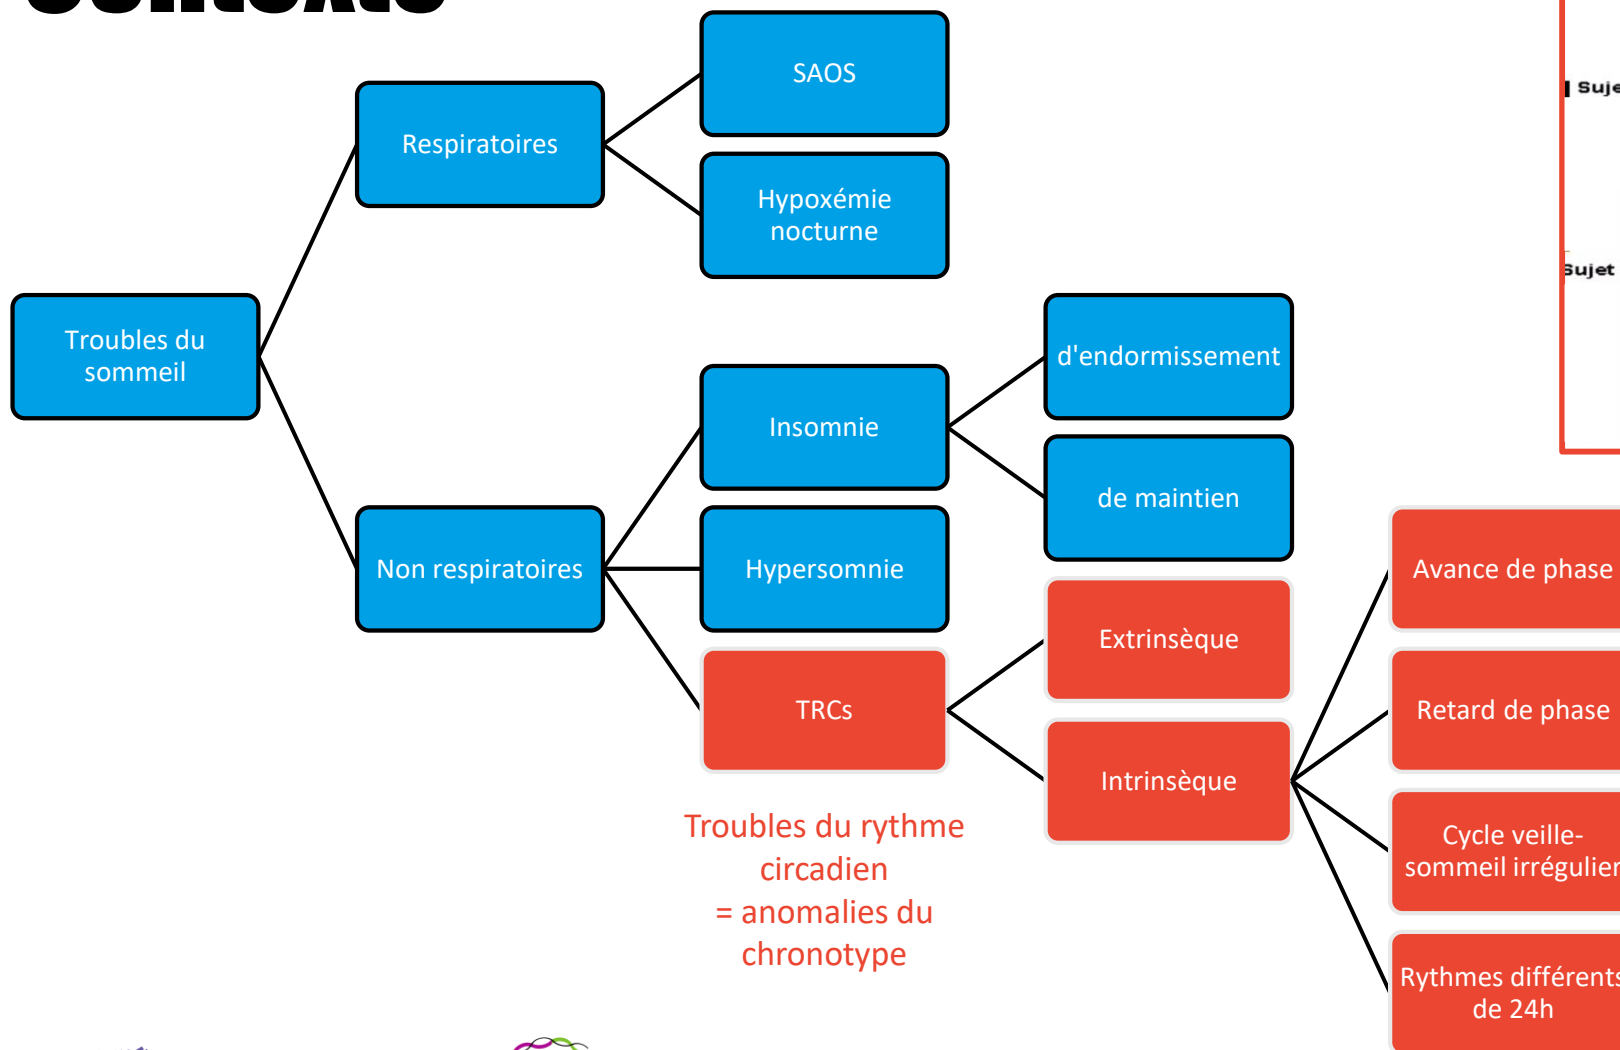 Contexte
SAOS
Respiratoires
Hypoxémie
nocturne
Troubles du
sommeil
Insomnie
d'endormissement
de maintien
Non respiratoires
Hypersomnie
TRCs
Extrinsèque
Intrinsèque
Avance de phase
Retard de phase
Cycle veille-
sommeil irrégulier
Rythmes différents
de 24h
Troubles du rythme
circadien
= anomalies du
chronotype
Sujet